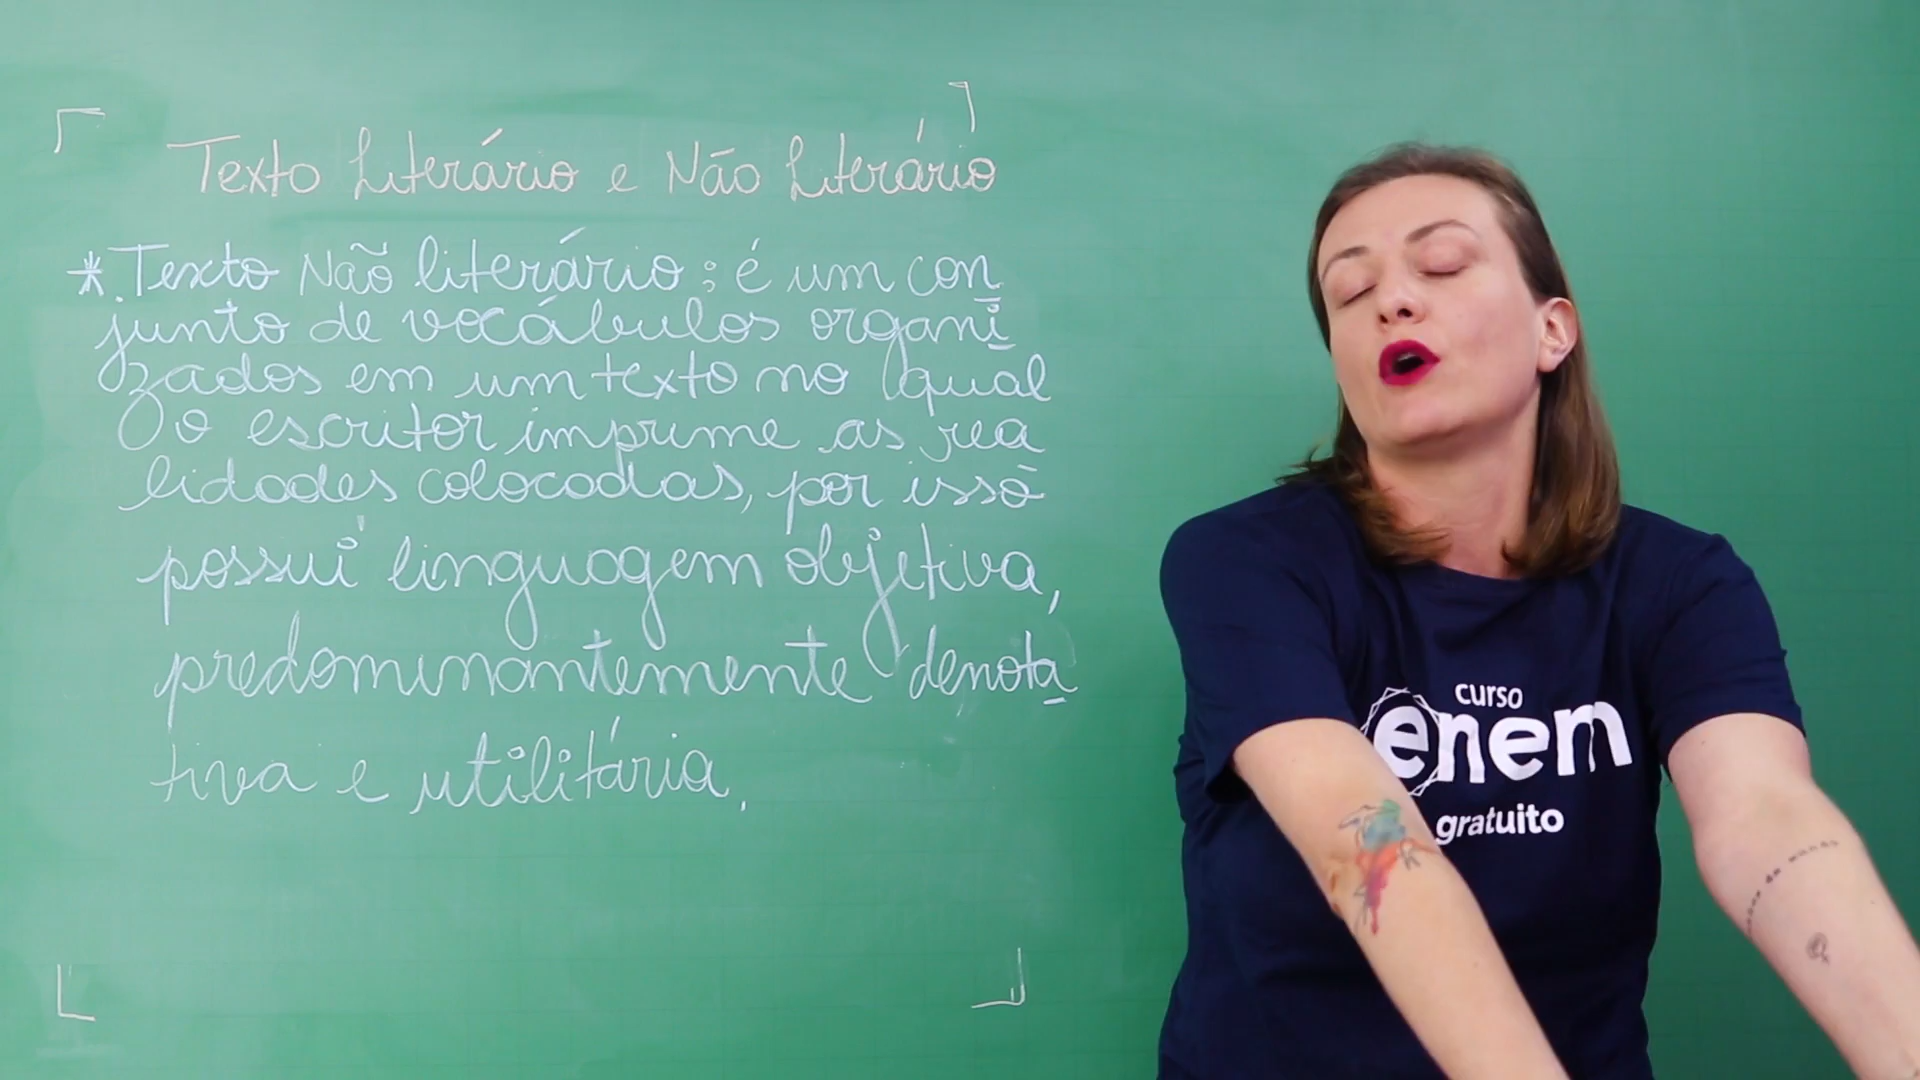 Texto Literário e Não Literário
* Texto Não literário: é um con
junto de vocábulos organi
zados em um texto no qual
o escritor imprime as rea
lidades colocadas, por isso
possui linguagem objetiva,
predominantemente denota
tiva e utilitária.
curso
enem
gratuito